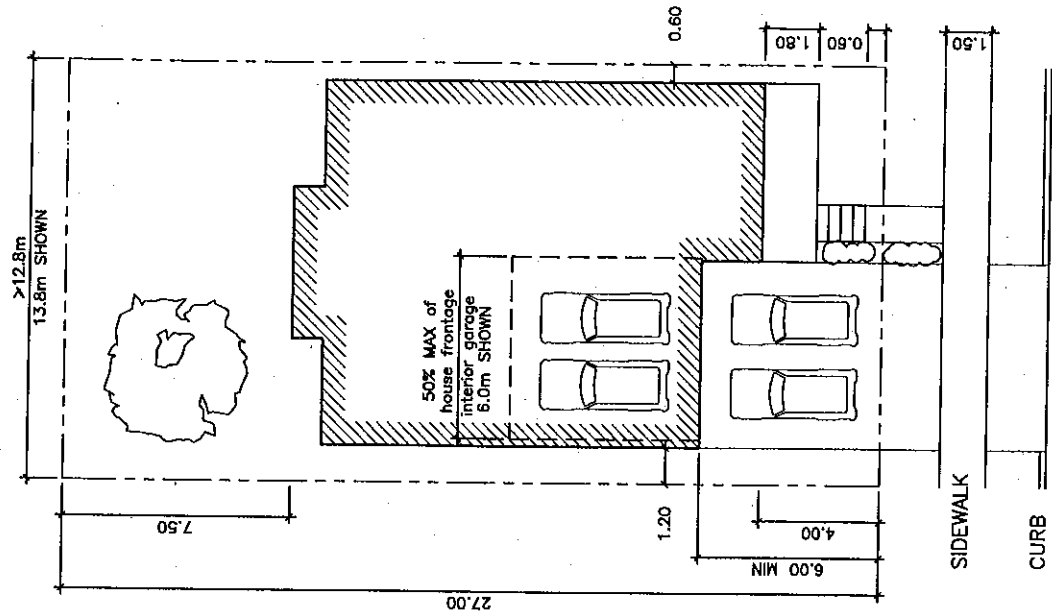 >12.8m
13.8m SHOWN
0.60
1.80
0.60
1.50
50% MAX of
house frontage
interior garage
6.0m SHOWN
7.50
1.20
4.00
6.00 MIN
27.00
SIDEWALK
CURB